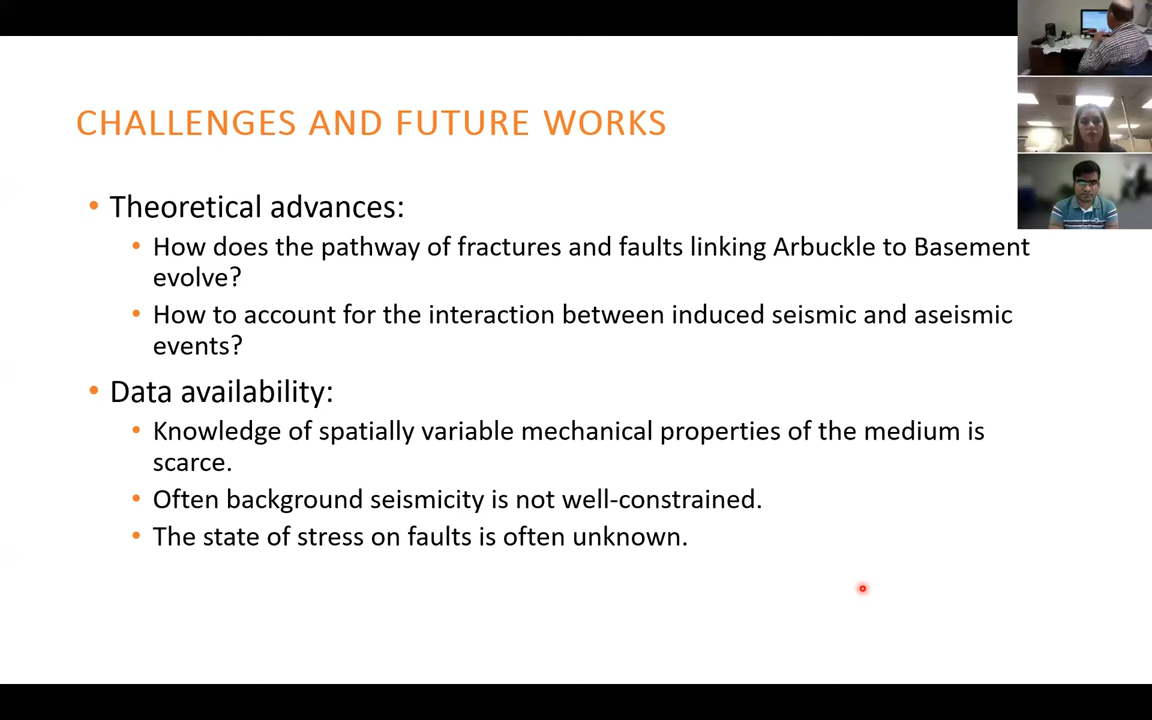 CHALLENGES AND FUTURE WORKS
• Theoretical advances:
• How does the pathway of fractures and faults linking Arbuckle to Basement
evolve?
• How to account for the interaction between induced seismic and aseismic
events?
• Data availability:
• Knowledge of spatially variable mechanical properties of the medium is
scarce.
• Often background seismicity is not well-constrained.
• The state of stress on faults is often unknown.